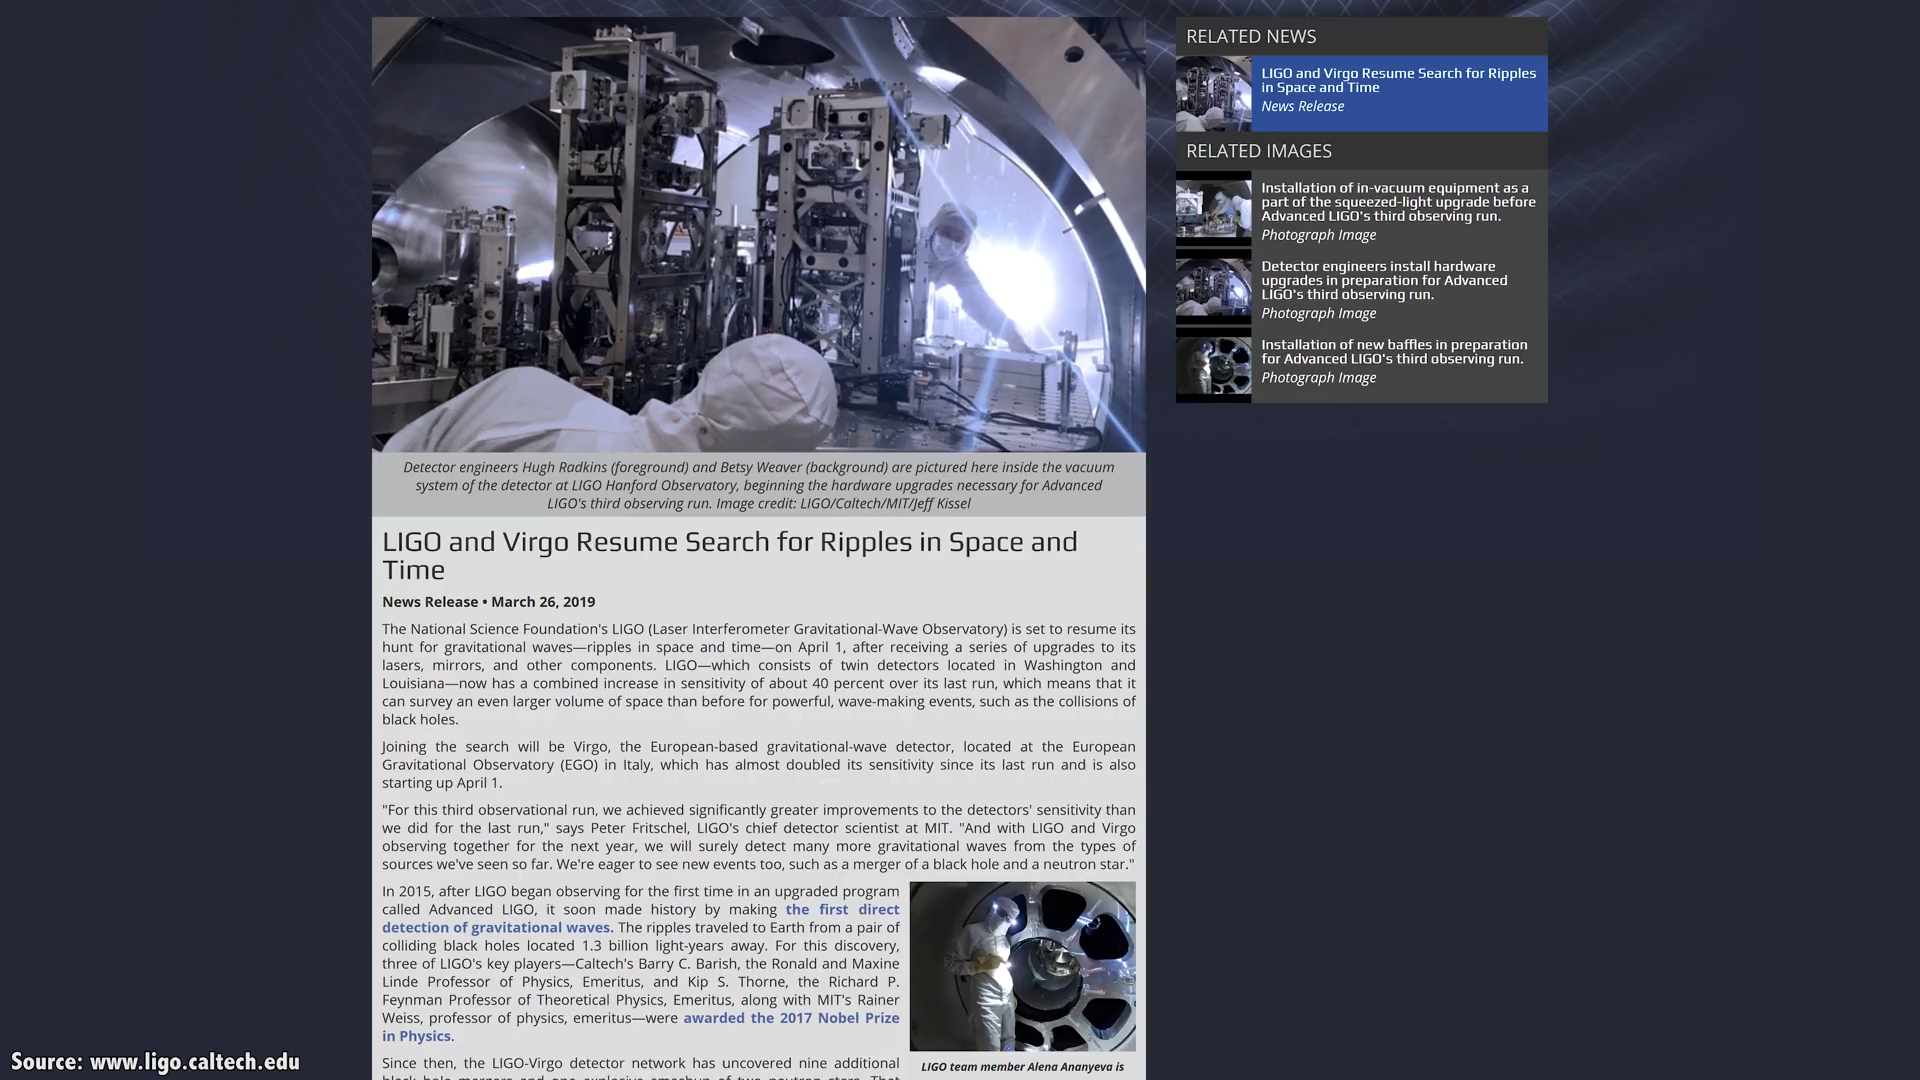 RELATED NEWS
LIGO and Virgo Resume Search for Ripples
in Space and Time
News Release
RELATED IMAGES
Installation of in-vacuum equipment as a
part of the squeezed-light upgrade before
Advanced LIGO's third observing run.
Photograph Image
Detector engineers install hardware
upgrades in preparation for Advanced
LIGO's third observing run.
Photograph Image
Installation of new baffles in preparation
for Advanced LIGO's third observing run.
Photograph Image
Detector engineers Hugh Radkins (foreground) and Betsy Weaver (background) are pictured here inside the vacuum
system of the detector at LIGO Hanford Observatory, beginning the hardware upgrades necessary for Advanced
LIGO's third observing run. Image credit: LIGO/Caltech/MIT/Jeff Kissel
LIGO and Virgo Resume Search for Ripples in Space and
Time
News Release • March 26, 2019
The National Science Foundation's LIGO (Laser Interferometer Gravitational-Wave Observatory) is set to resume its
hunt for gravitational waves—ripples in space and time—on April 1, after receiving a series of upgrades to its
lasers, mirrors, and other components. LIGO—which consists of twin detectors located in Washington and
Louisiana—now has a combined increase in sensitivity of about 40 percent over its last run, which means that it
can survey an even larger volume of space than before for powerful, wave-making events, such as the collisions of
black holes.
Joining the search will be Virgo, the European-based gravitational-wave detector, located at the European
Gravitational Observatory (EGO) in Italy, which has almost doubled its sensitivity since its last run and is also
starting up April 1.
"For this third observational run, we achieved significantly greater improvements to the detectors' sensitivity than
we did for the last run," says Peter Fritschel, LIGO's chief detector scientist at MIT. "And with LIGO and Virgo
observing together for the next year, we will surely detect many more gravitational waves from the types of
sources we've seen so far. We're eager to see new events too, such as a merger of a black hole and a neutron star."
In 2015, after LIGO began observing for the first time in an upgraded program
called Advanced LIGO, it soon made history by making the first direct
detection of gravitational waves. The ripples traveled to Earth from a pair of
colliding black holes located 1.3 billion light-years away. For this discovery,
three of LIGO's key players—Caltech's Barry C. Barish, the Ronald and Maxine
Linde Professor of Physics, Emeritus, and Kip S. Thorne, the Richard P.
Feynman Professor of Theoretical Physics, Emeritus, along with MIT's Rainer
Weiss, professor of physics, emeritus—were awarded the 2017 Nobel Prize
in Physics.
Since then, the LIGO-Virgo detector network has uncovered nine additional
black hole mergers and one explosive smashup of two neutron stars. That
LIGO team member Alena Ananyeva is
Source: www.ligo.caltech.edu